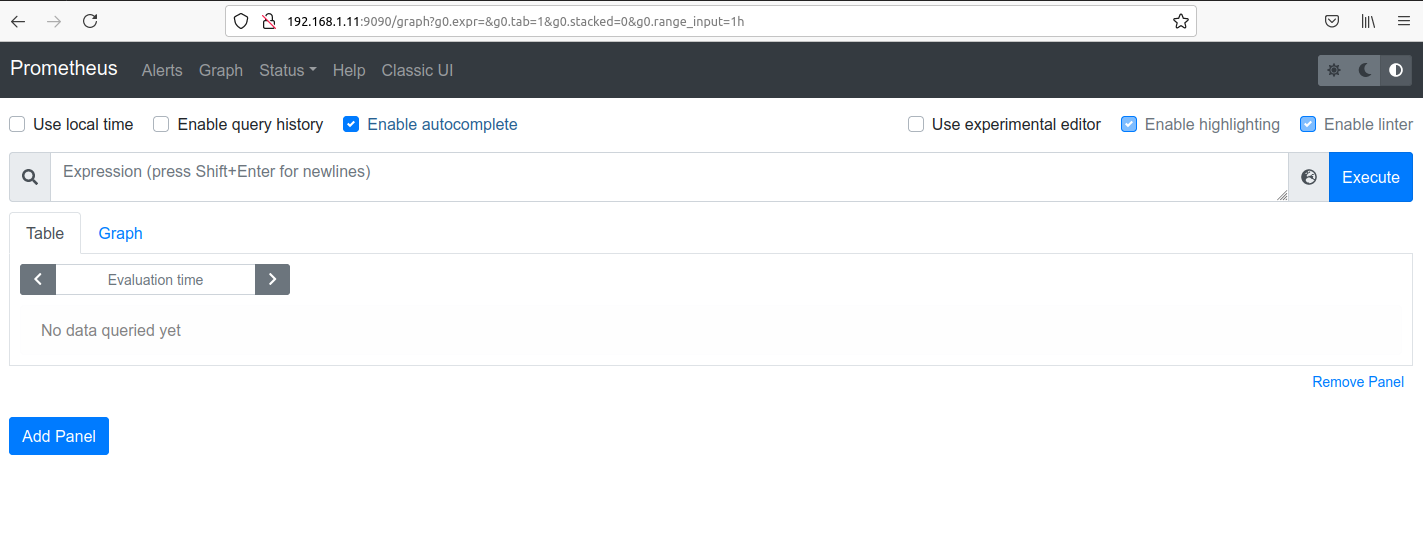 192.168.1.11:9090/graph?g0.expr=&g0.tab=1&g0.stacked=0&g0.range_input=1h
Prometheus Alerts Graph Status Help Classic UI
Use local time Enable query history Enable autocomplete Use experimental editor Enable highlighting Enable linter
Expression (press Shift+Enter for newlines) Execute
Table Graph
Evaluation time
No data queried yet
Remove Panel
Add Panel